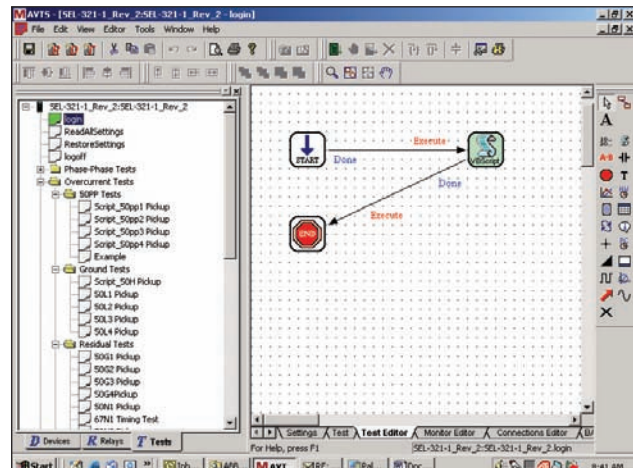 AVTS - [SEL-321-1_Rev_2:SEL-321-1_Rev_2 - login]
File Edit View Editor Tools Window Help
SEL-321-1_Rev_2:SEL-321-1_Rev_2
login
ReadAllSettings
RestoreSettings
logoff
Phase-Phase Tests
Overcurrent Tests
50PP Tests
Script_50pp1 Pickup
Script_50pp2 Pickup
Script_50pp3 Pickup
Script_50pp4 Pickup
Example
Ground Tests
Script_50H Pickup
50L1 Pickup
50L2 Pickup
50L3 Pickup
50L4 Pickup
Residual Tests
50G1 Pickup
50G2 Pickup
50G3 Pickup
50G4Pickup
50N1 Pickup
67N1 Timing Test
Devices Relays Tests
START
Done
Execute
VBScript
Done
Execute
END
A
A-B
T
Settings Test Test Editor Monitor Editor Connections Editor
For Help, press F1
SEL-321-1_Rev_2:SEL-321-1_Rev_2.login
Start
8:41 AM